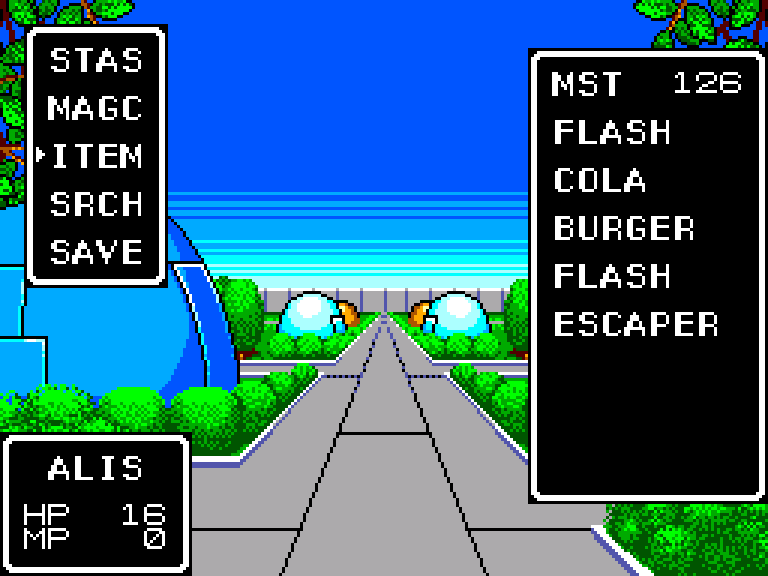 STAS
MAGC
ITEM
SRCH
SAVE
MST 126
FLASH
COLA
BURGER
FLASH
ESCAPER
ALIS
HP 16
MP 0